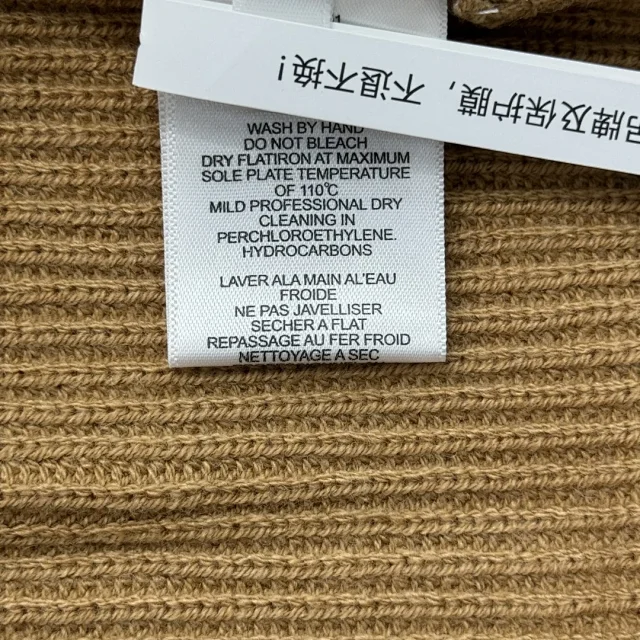 牌及保护膜，不退不换！
WASH BY HAND
DO NOT BLEACH
DRY FLATIRON AT MAXIMUM
SOLE PLATE TEMPERATURE
OF 110℃
MILD PROFESSIONAL DRY
CLEANING IN
PERCHLOROETHYLENE.
HYDROCARBONS
LAVER ALA MAIN AL'EAU
FROIDE
NE PAS JAVELLISER
SECHER A FLAT
REPASSAGE AU FER FROID
NETTOYAGE A SEC